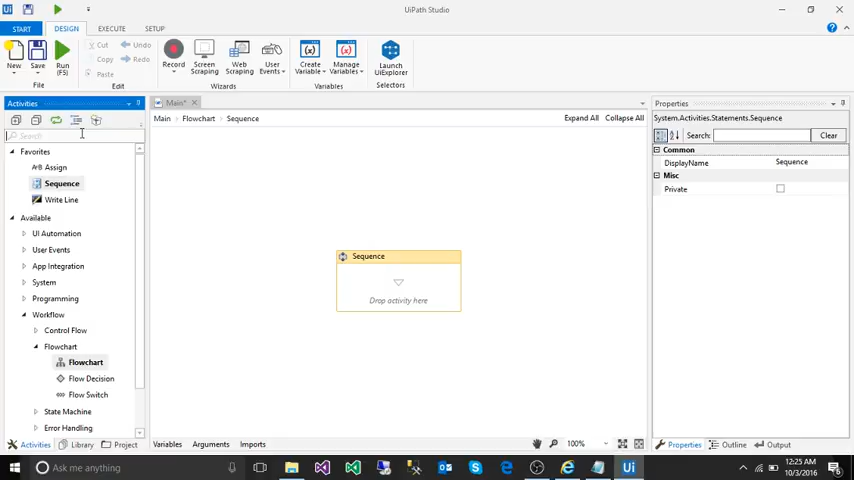 Ui
UiPath Studio
START DESIGN EXECUTE SETUP
New Save Run (F5)
Cut Undo
Copy Redo
Paste
Record Screen Scraping Web Scraping User Events
Create Variable Manage Variables
Launch UiExplorer
File Edit Wizards Variables Selectors
Activities
Search
Favorites
A+B Assign
Sequence
Write Line
Available
UI Automation
User Events
App Integration
System
Programming
Workflow
Control Flow
Flowchart
Flowchart
Flow Decision
Flow Switch
State Machine
Error Handling
Activities Library Project
Main*
Main Flowchart Sequence
Expand All Collapse All
Sequence
Drop activity here
Variables Arguments Imports
100%
Properties
System.Activities.Statements.Sequence
Search: Clear
Common
DisplayName Sequence
Misc
Private
Properties Outline Output
Ask me anything
Ui
12:25 AM
10/3/2016